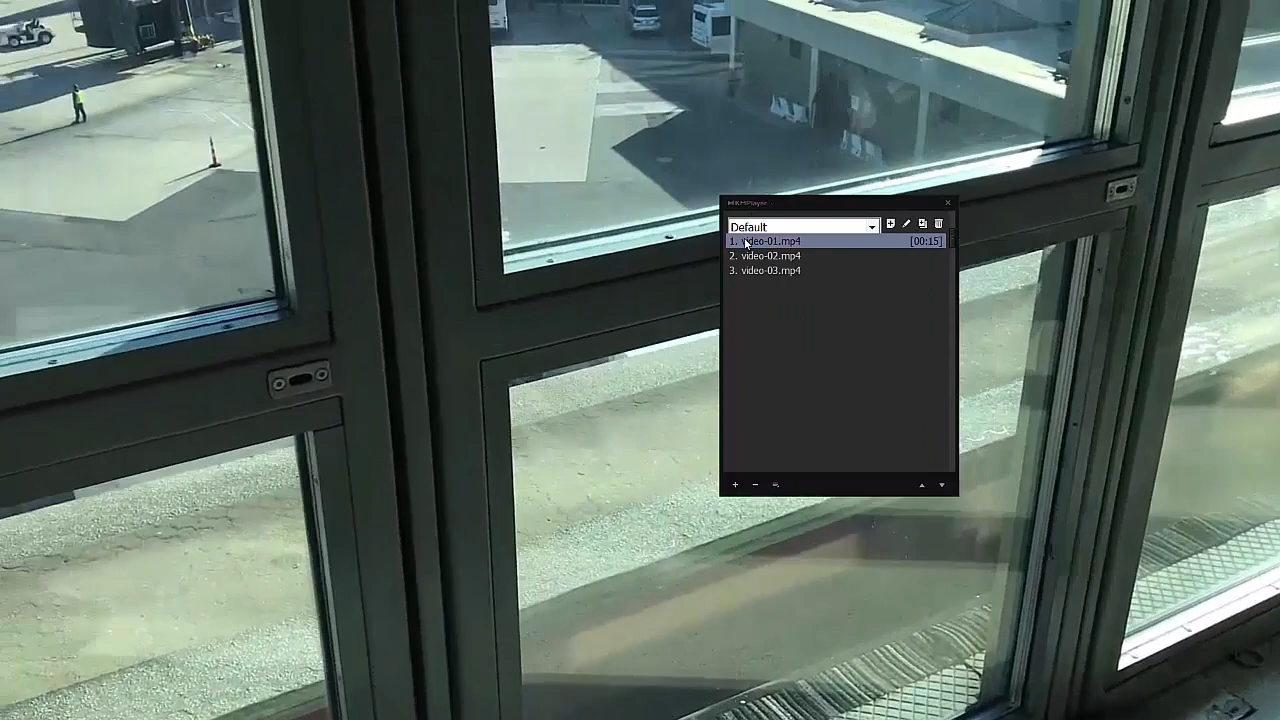 KMPlayer
Default
1. video-01.mp4 [00:15]
2. video-02.mp4
3. video-03.mp4